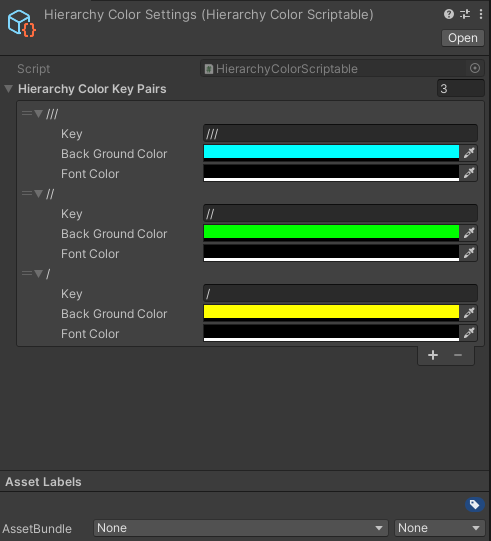 Hierarchy Color Settings (Hierarchy Color Scriptable)
Open
Script HierarchyColorScriptable
Hierarchy Color Key Pairs 3
///
Key ///
Back Ground Color
Font Color
//
Key //
Back Ground Color
Font Color
/
Key /
Back Ground Color
Font Color
+ −
Asset Labels
AssetBundle None None